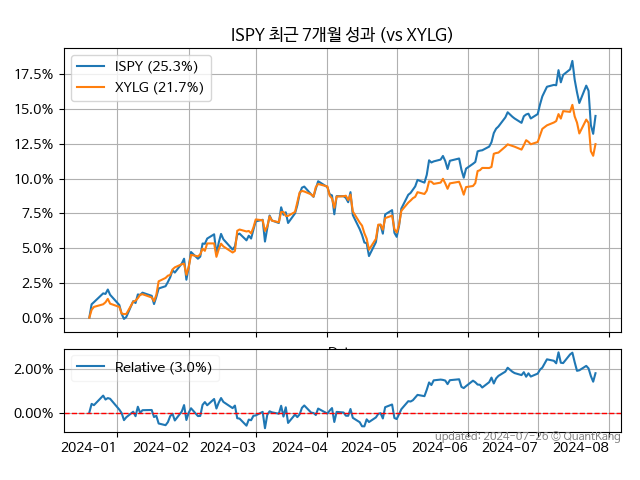 ISPY 최근 7개월 성과 (vs XYLG)
ISPY (25.3%)
XYLG (21.7%)
17.5%
15.0%
12.5%
10.0%
7.5%
5.0%
2.5%
0.0%
Relative (3.0%)
2.00%
0.00%
2024-01 2024-02 2024-03 2024-04 2024-05 2024-06 2024-07 2024-08
updated: 2024-07-26 © QuantKang